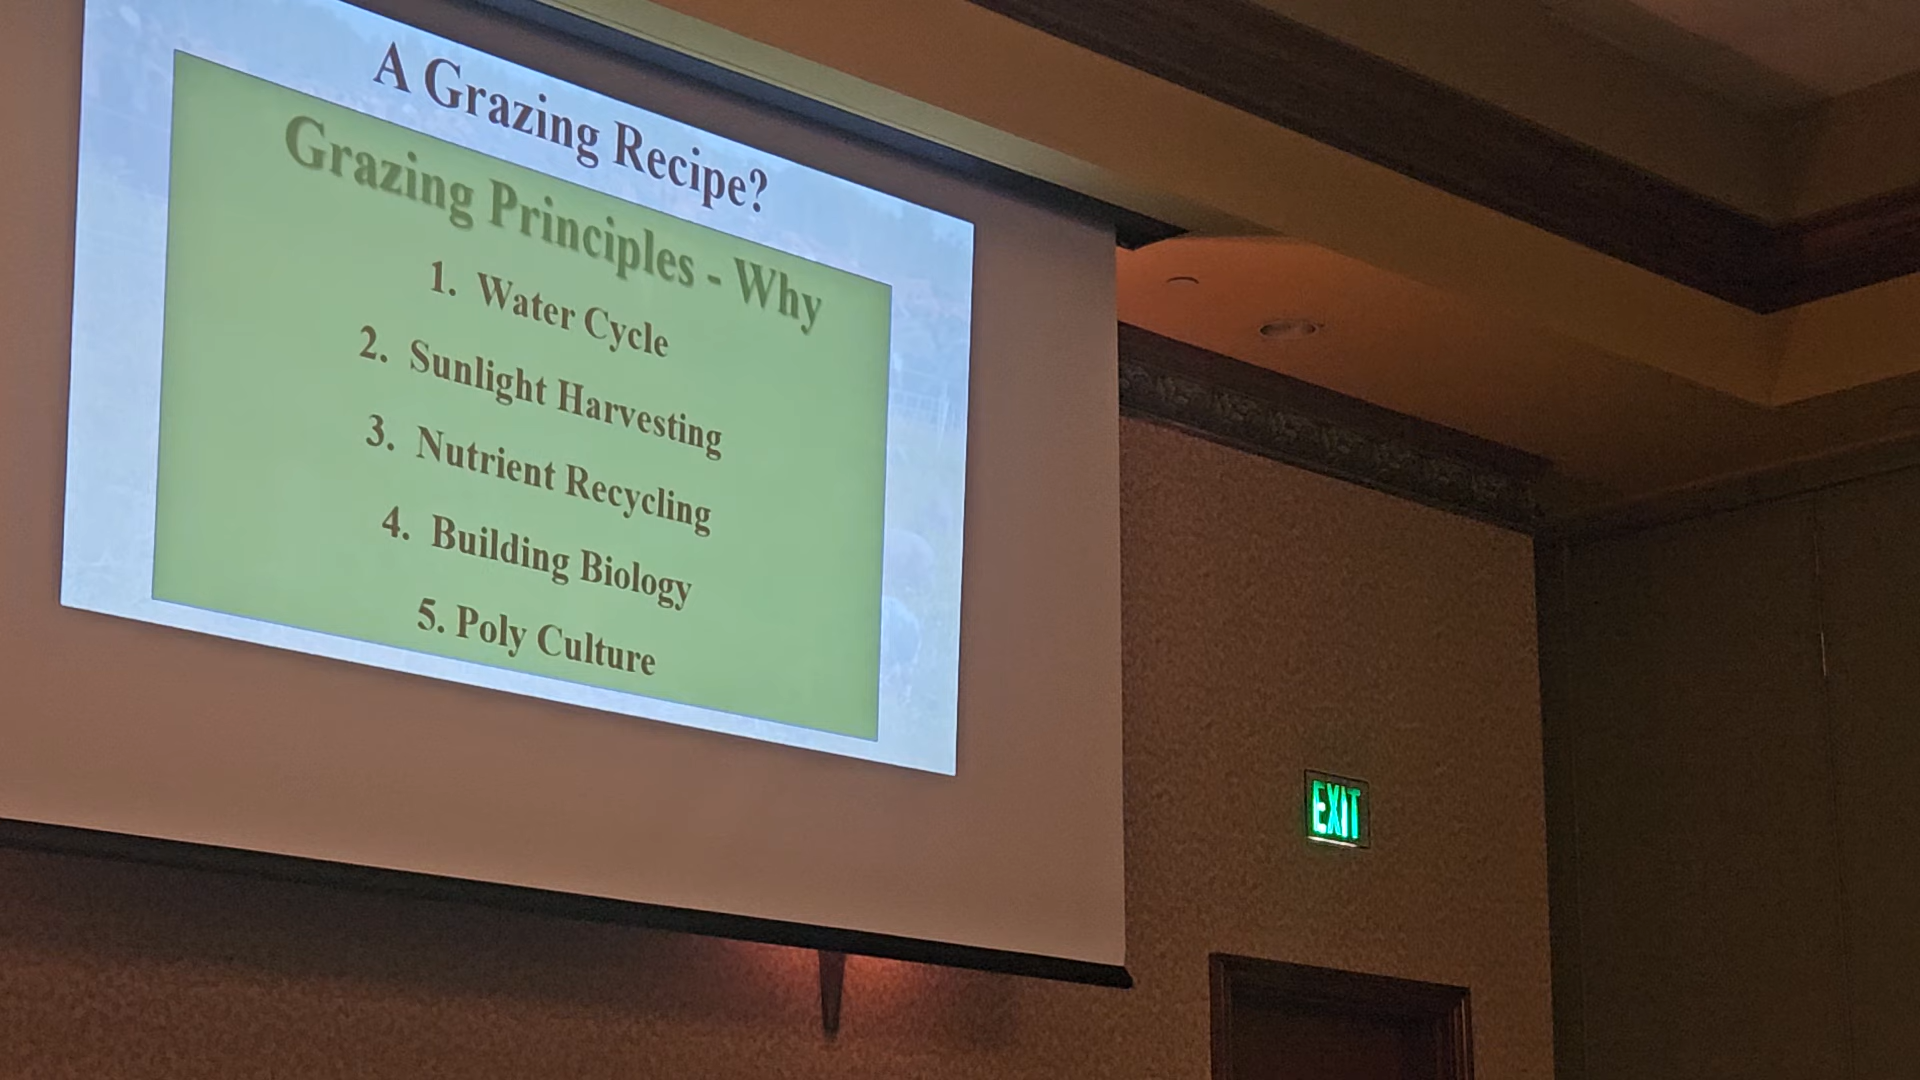 A Grazing Recipe?
Grazing Principles - Why
1. Water Cycle
2. Sunlight Harvesting
3. Nutrient Recycling
4. Building Biology
5. Poly Culture
EXIT